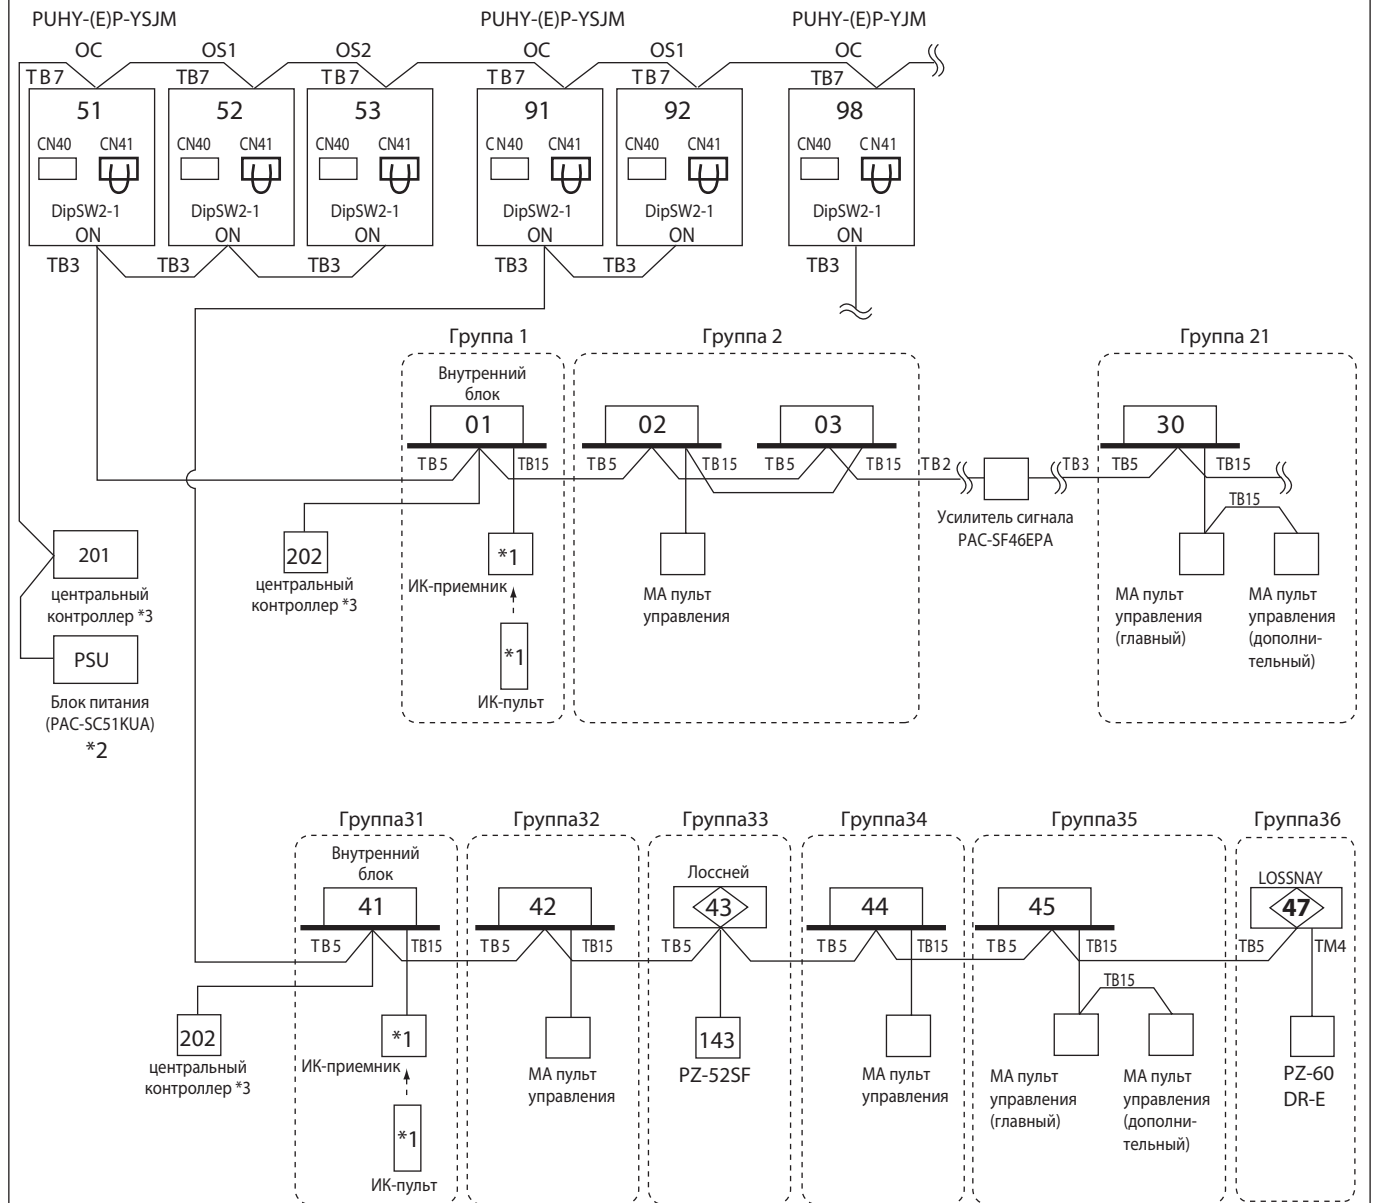 PUHY-(E)P-YSJM PUHY-(E)P-YSJM PUHY-(E)P-YJM
OC OS1 OS2 OC OS1 OC
TB7 TB7 TB7 TB7 TB7 TB7
51 52 53 91 92 98
CN40 CN41 CN40 CN41 CN40 CN41 CN40 CN41 CN40 CN41 CN40 CN41
DipSW2-1 DipSW2-1 DipSW2-1 DipSW2-1 DipSW2-1 DipSW2-1
ON ON ON ON ON ON
TB3 TB3 TB3 TB3 TB3 TB3
Группа 1 Группа 2 Группа 21
Внутренний
блок
01 02 03 30
TB5 TB15 TB5 TB15 TB5 TB15 TB2 TB3 TB5 TB15
TB15
Усилитель сигнала
PAC-SF46EPA
201
центральный
контроллер *3
202
центральный
контроллер *3
*1
ИК-приемник
*1
ИК-пульт
МА пульт
управления
МА пульт
управления
(главный)
МА пульт
управления
(дополни-
тельный)
PSU
Блок питания
(PAC-SC51KUA)
*2
Группа31 Группа32 Группа33 Группа34 Группа35 Группа36
Внутренний
блок
Лоссней
LOSSNAY
41 42 43 44 45 47
TB5 TB15 TB5 TB15 TB5 TB5 TB15 TB5 TB15 TB5 TM4
TB15
202
центральный
контроллер *3
*1
ИК-приемник
*1
ИК-пульт
МА пульт
управления
143
PZ-52SF
МА пульт
управления
МА пульт
управления
(главный)
МА пульт
управления
(дополни-
тельный)
PZ-60
DR-E